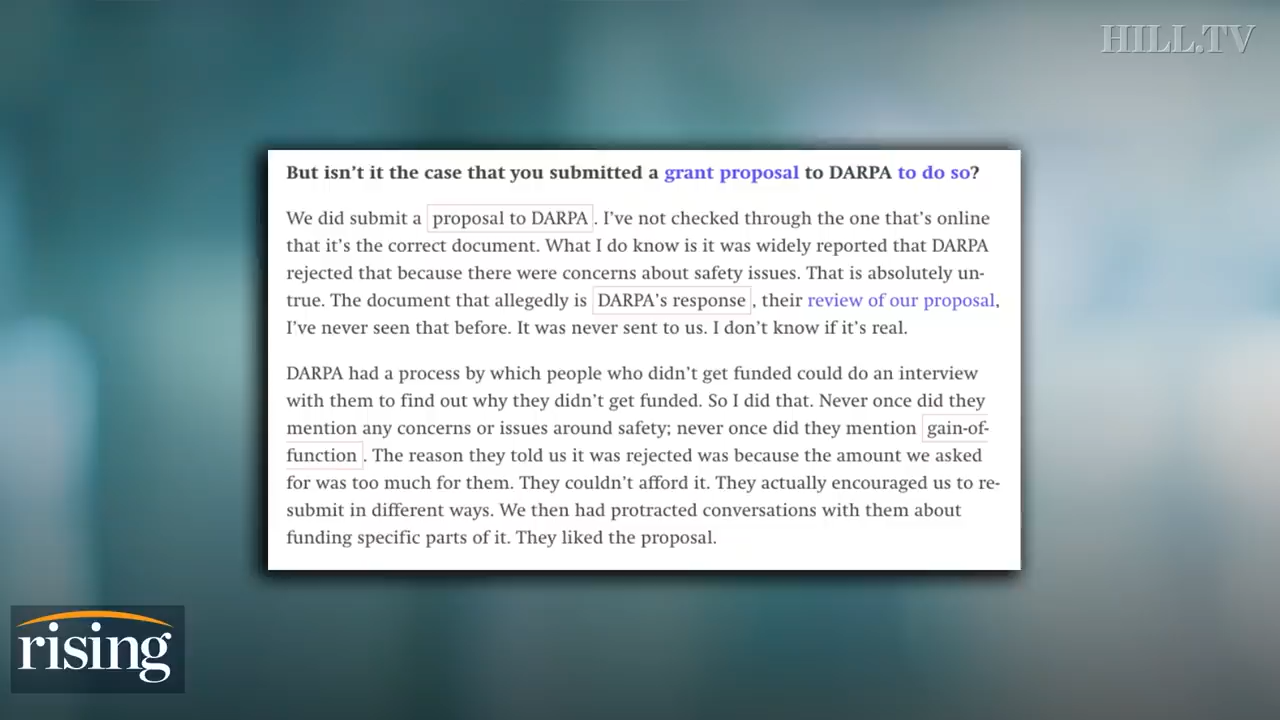 HILL.TV
But isn't it the case that you submitted a grant proposal to DARPA to do so?
We did submit a proposal to DARPA. I've not checked through the one that's online
that it's the correct document. What I do know is it was widely reported that DARPA
rejected that because there were concerns about safety issues. That is absolutely un-
true. The document that allegedly is DARPA's response, their review of our proposal,
I've never seen that before. It was never sent to us. I don't know if it's real.
DARPA had a process by which people who didn't get funded could do an interview
with them to find out why they didn't get funded. So I did that. Never once did they
mention any concerns or issues around safety; never once did they mention gain-of-
function. The reason they told us it was rejected was because the amount we asked
for was too much for them. They couldn't afford it. They actually encouraged us to re-
submit in different ways. We then had protracted conversations with them about
funding specific parts of it. They liked the proposal.
rising